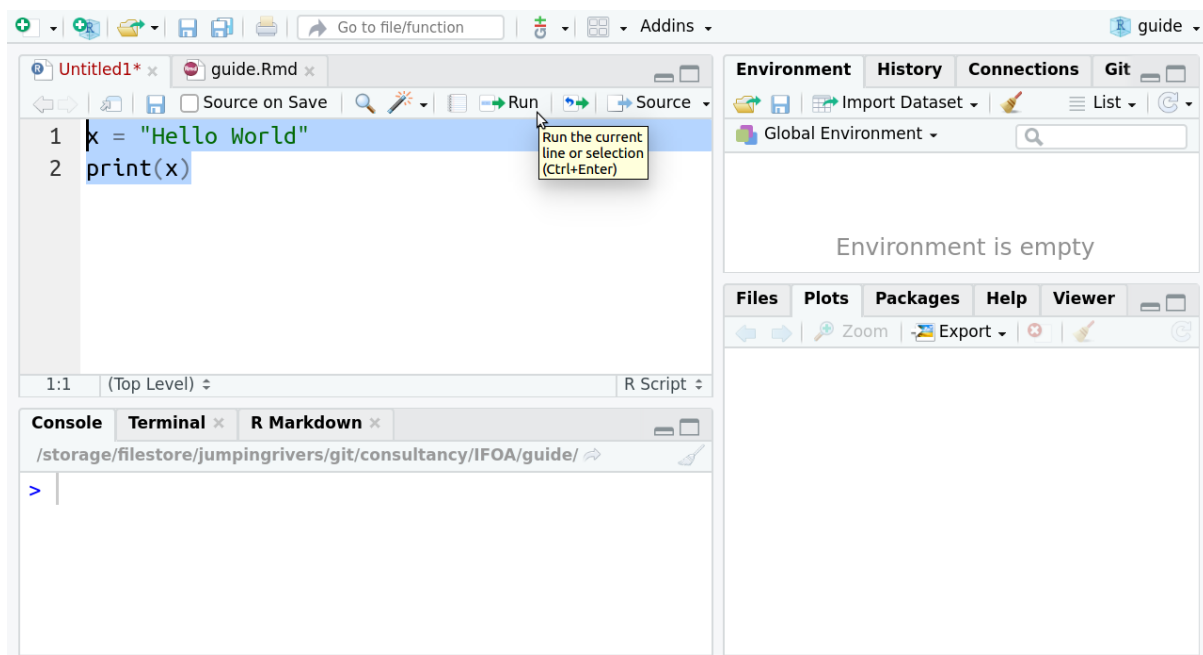 Go to file/function Addins guide
Untitled1* guide.Rmd
Source on Save Run Source
1 x = "Hello World"
2 print(x)
Run the current
line or selection
(Ctrl+Enter)
1:1 (Top Level) R Script
Console Terminal R Markdown
/storage/filestore/jumpingrivers/git/consultancy/IFOA/guide/
>
Environment History Connections Git
Import Dataset List
Global Environment
Environment is empty
Files Plots Packages Help Viewer
Zoom Export